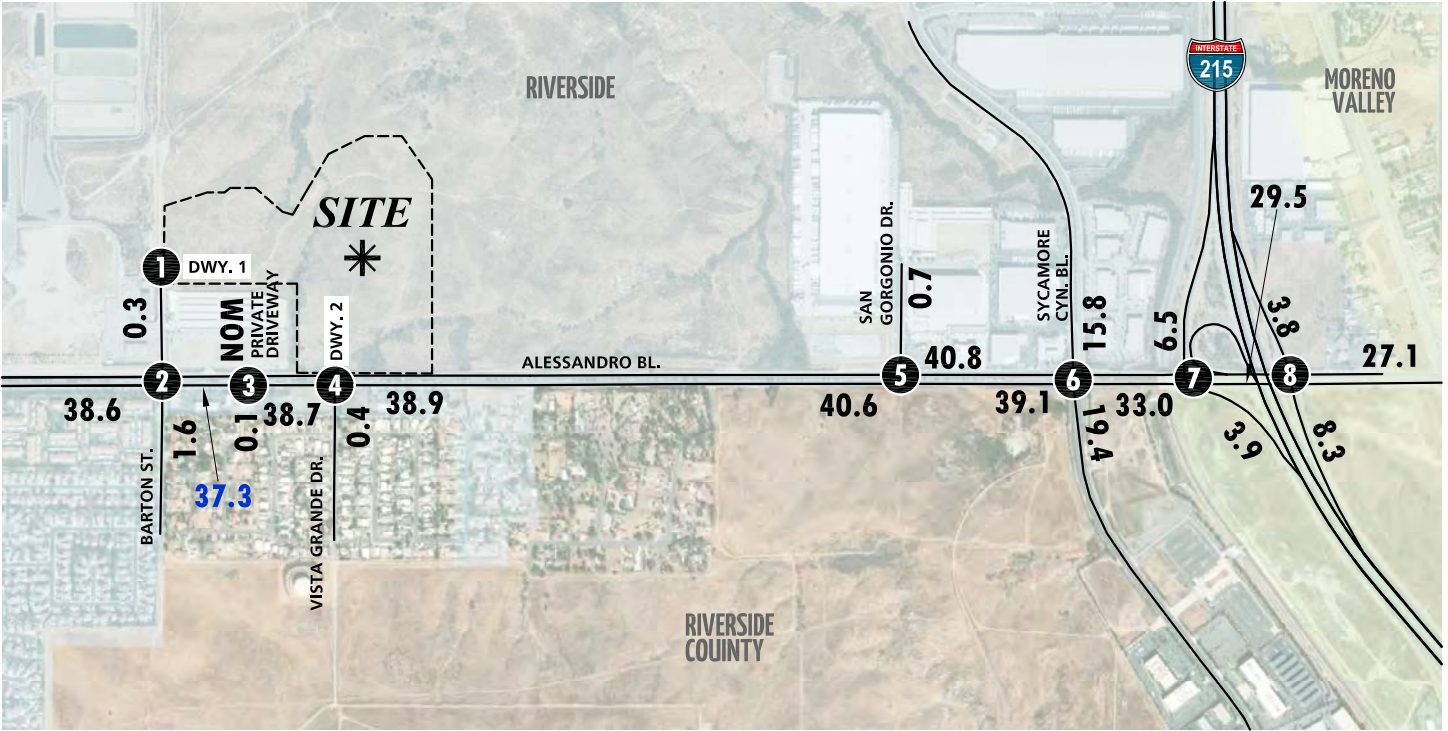 RIVERSIDE
INTERSTATE
215
MORENO
VALLEY
SITE
29.5
1
DWY. 1
0.3
NOM
PRIVATE
DRIVEWAY
DWY. 2
SAN
GORGONIO DR.
0.7
SYCAMORE
CYN. BL.
15.8
6.5
3.8
2
3
4
ALESSANDRO BL.
5
40.8
6
7
8
27.1
38.6
1.6
0.1
38.7
0.4
38.9
40.6
39.1
19.4
33.0
3.9
8.3
37.3
BARTON ST.
VISTA GRANDE DR.
RIVERSIDE
COUINTY